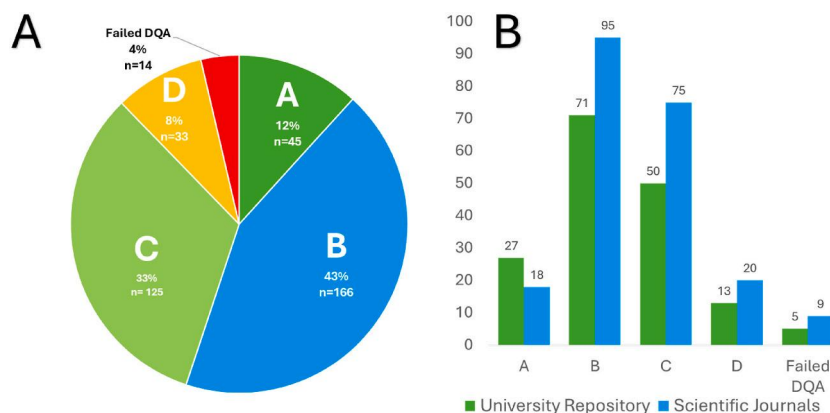 A
Failed DQA
4%
n=14
D
8%
n=33
A
12%
n=45
C
33%
n= 125
B
43%
n=166
B
100
90
80
70
60
50
40
30
20
10
0
27
18
71
95
50
75
13
20
5
9
A
B
C
D
Failed
DQA
University Repository
Scientific Journals